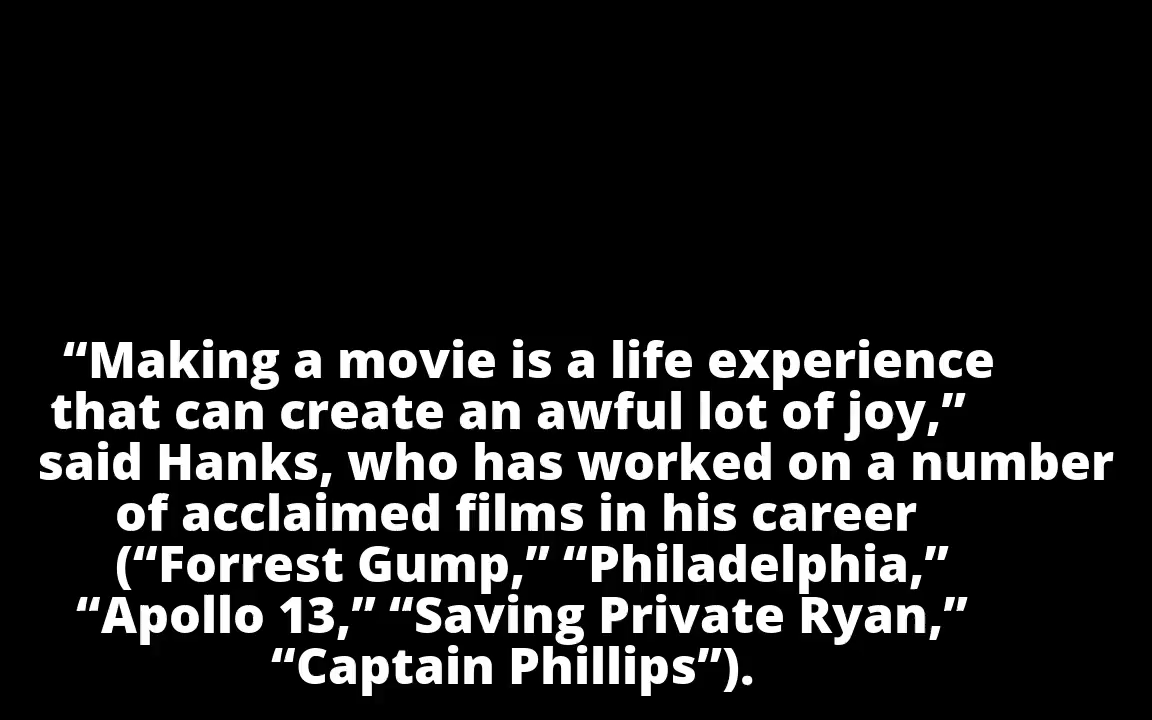 “Making a movie is a life experience
that can create an awful lot of joy,”
said Hanks, who has worked on a number
of acclaimed films in his career
(“Forrest Gump,” “Philadelphia,”
“Apollo 13,” “Saving Private Ryan,”
“Captain Phillips”).